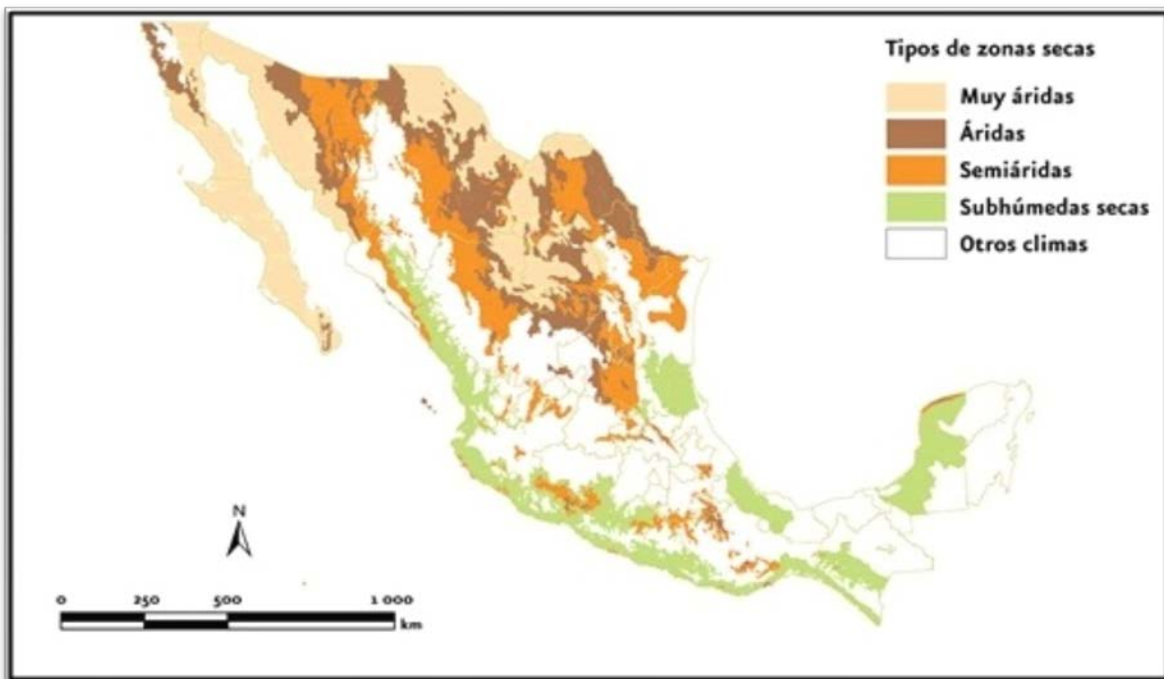 Tipos de zonas secas
Muy áridas
Áridas
Semiáridas
Subhúmedas secas
Otros climas
N
0 250 500 1 000
km